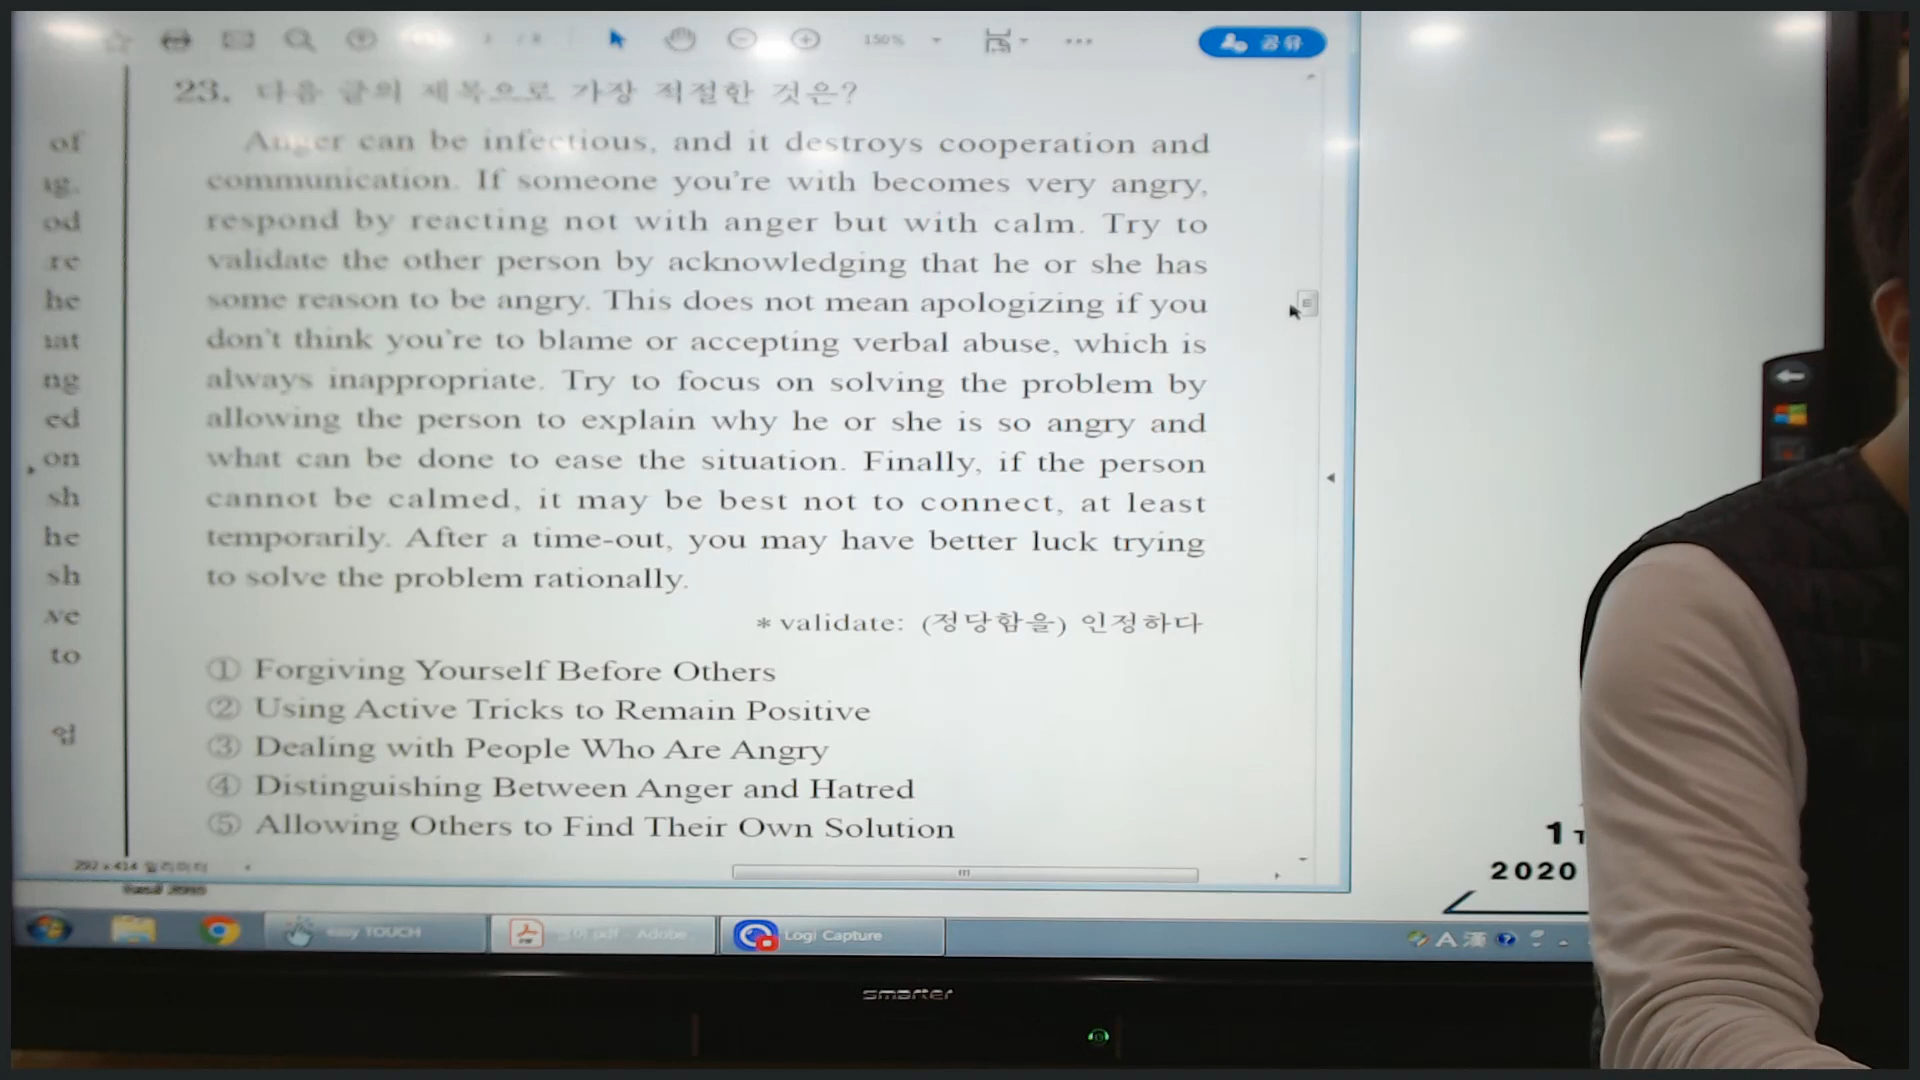 150%
공유
23. 다음 글의 제목으로 가장 적절한 것은?
Anger can be infectious, and it destroys cooperation and
communication. If someone you're with becomes very angry,
respond by reacting not with anger but with calm. Try to
validate the other person by acknowledging that he or she has
some reason to be angry. This does not mean apologizing if you
don't think you're to blame or accepting verbal abuse, which is
always inappropriate. Try to focus on solving the problem by
allowing the person to explain why he or she is so angry and
what can be done to ease the situation. Finally, if the person
cannot be calmed, it may be best not to connect, at least
temporarily. After a time-out, you may have better luck trying
to solve the problem rationally.
* validate: (정당함을) 인정하다
① Forgiving Yourself Before Others
② Using Active Tricks to Remain Positive
③ Dealing with People Who Are Angry
④ Distinguishing Between Anger and Hatred
⑤ Allowing Others to Find Their Own Solution
of
od
re
he
ng
ed
on
sh
he
sh
ve
to
업
292 x 414 밀리미터
2020
easy TOUCH
Adobe
Logi Capture
A 漢
smarter